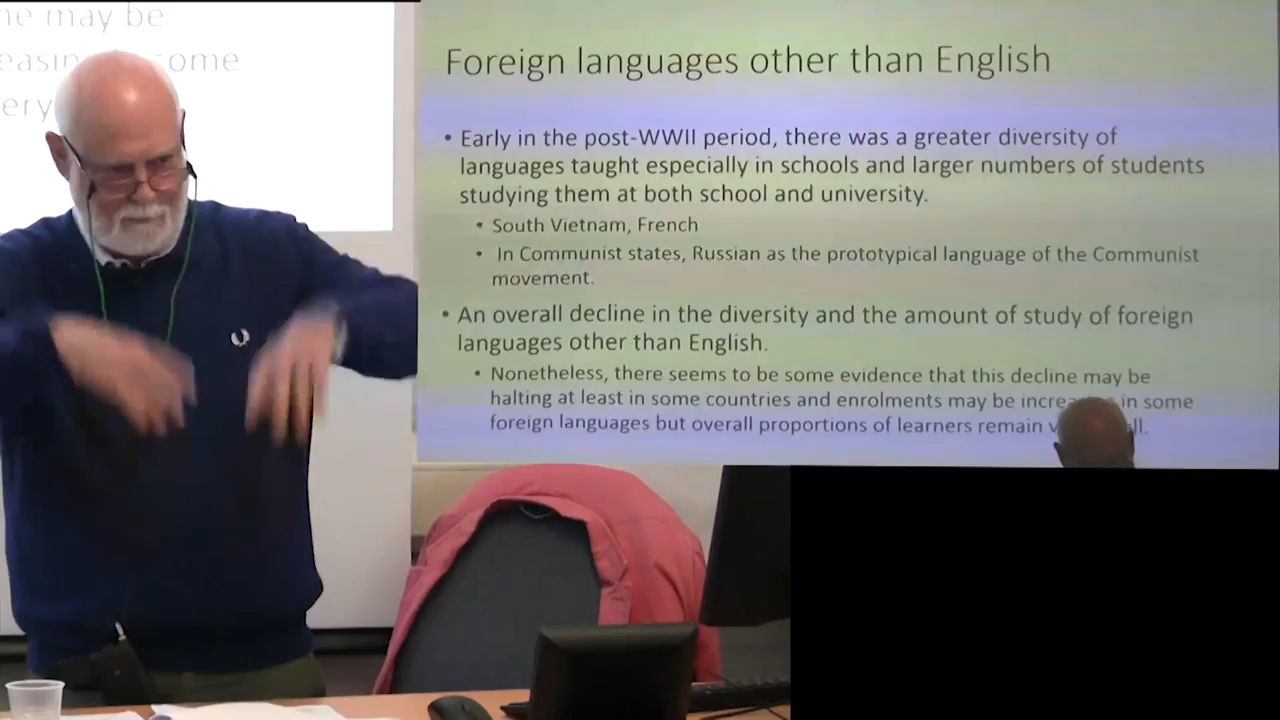 ne may be
easin ome
ery
Foreign languages other than English
• Early in the post-WWII period, there was a greater diversity of
languages taught especially in schools and larger numbers of students
studying them at both school and university.
• South Vietnam, French
• In Communist states, Russian as the prototypical language of the Communist
movement.
• An overall decline in the diversity and the amount of study of foreign
languages other than English.
• Nonetheless, there seems to be some evidence that this decline may be
halting at least in some countries and enrolments may be in some
foreign languages but overall proportions of learners remain